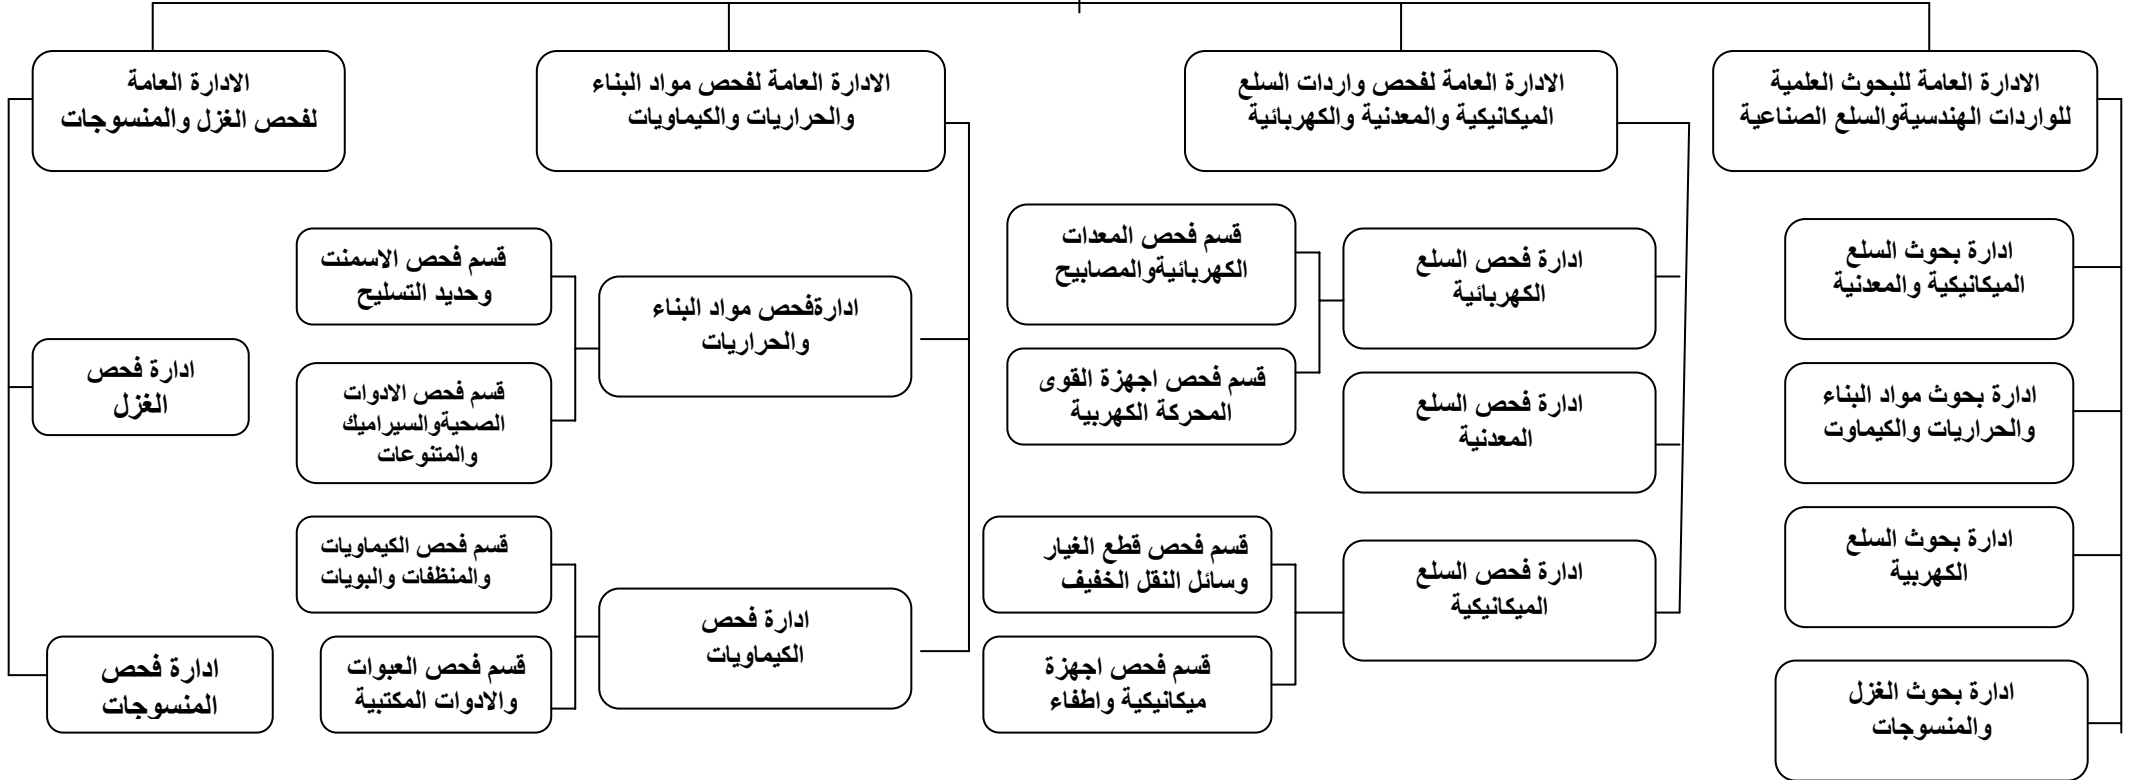 الادارة العامة للبحوث العلمية
للواردات الهندسيةوالسلع الصناعية
ادارة بحوث السلع
الميكانيكية والمعدنية
ادارة بحوث مواد البناء
والحراريات والكيماوت
ادارة بحوث السلع
الكهربية
ادارة بحوث الغزل
والمنسوجات
الادارة العامة لفحص واردات السلع
الميكانيكية والمعدنية والكهربائية
ادارة فحص السلع
الكهربائية
قسم فحص المعدات
الكهربائيةوالمصابيح
قسم فحص اجهزة القوى
المحركة الكهربية
ادارة فحص السلع
المعدنية
ادارة فحص السلع
الميكانيكية
قسم فحص قطع الغيار
وسائل النقل الخفيف
قسم فحص اجهزة
ميكانيكية واطفاء
الادارة العامة لفحص مواد البناء
والحراريات والكيماويات
ادارةفحص مواد البناء
والحراريات
قسم فحص الاسمنت
وحديد التسليح
قسم فحص الادوات
الصحيةوالسيراميك
والمتنوعات
ادارة فحص
الكيماويات
قسم فحص الكيماويات
والمنظفات والبويات
قسم فحص العبوات
والادوات المكتبية
الادارة العامة
لفحص الغزل والمنسوجات
ادارة فحص
الغزل
ادارة فحص
المنسوجات